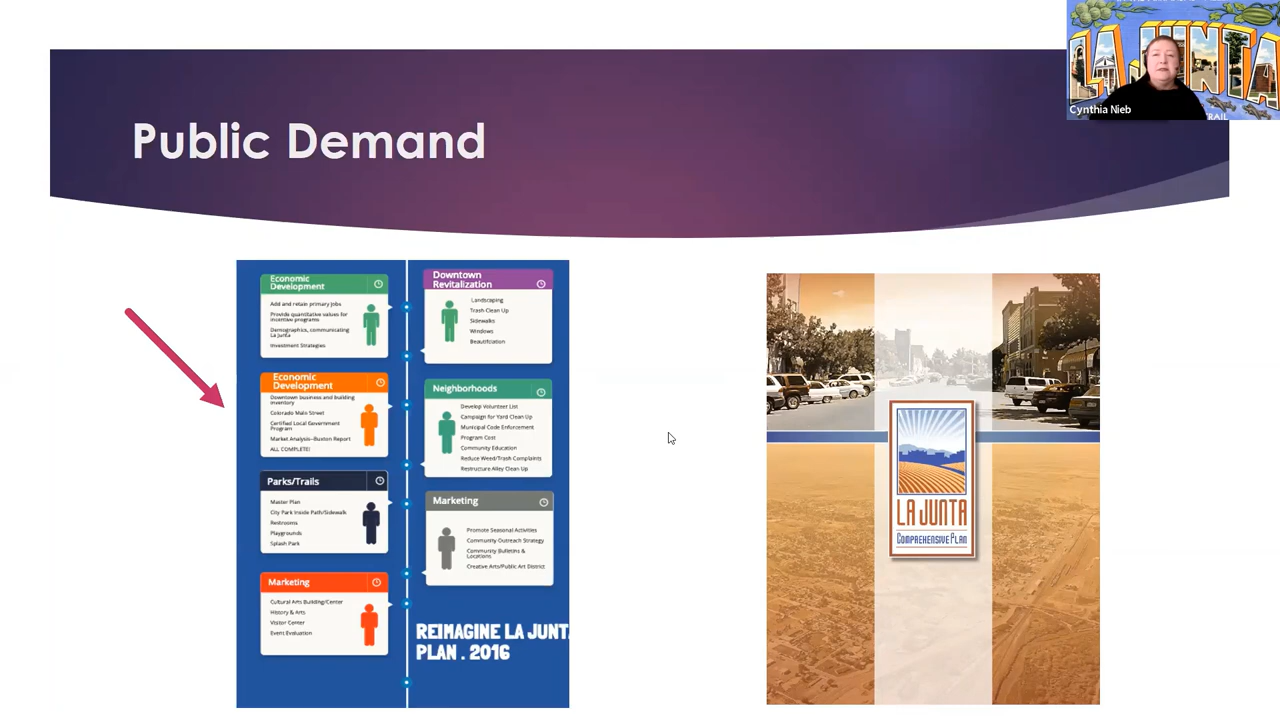 LA JUNTA
Cynthia Nieb
TRAIL
Public Demand
Economic
Development
Add and retain primary jobs
Provide quantitative values for
incentive programs
Demographics, communicating
La Junta
Investment Strategies
Economic
Development
Downtown business and building
inventory
Colorado Main Street
Certified Local Government
Program
Market Analysis--Buxton Report
ALL COMPLETE!
Parks/Trails
Master Plan
City Park Inside Path/Sidewalk
Restrooms
Playgrounds
Splash Park
Marketing
Cultural Arts Building/Center
History & Arts
Visitor Center
Event Evaluation
Downtown
Revitalization
Landscaping
Trash Clean Up
Sidewalks
Windows
Beautification
Neighborhoods
Develop Volunteer List
Campaign for Yard Clean Up
Municipal Code Enforcement
Program Cost
Community Education
Reduce Weed/Trash Complaints
Restructure Alley Clean Up
Marketing
Promote Seasonal Activities
Community Outreach Strategy
Community Bulletins &
Locations
Creative Arts/Public Art District
REIMAGINE LA JUNT
PLAN . 2016
LA JUNTA
COMPREHENSIVE PLAN